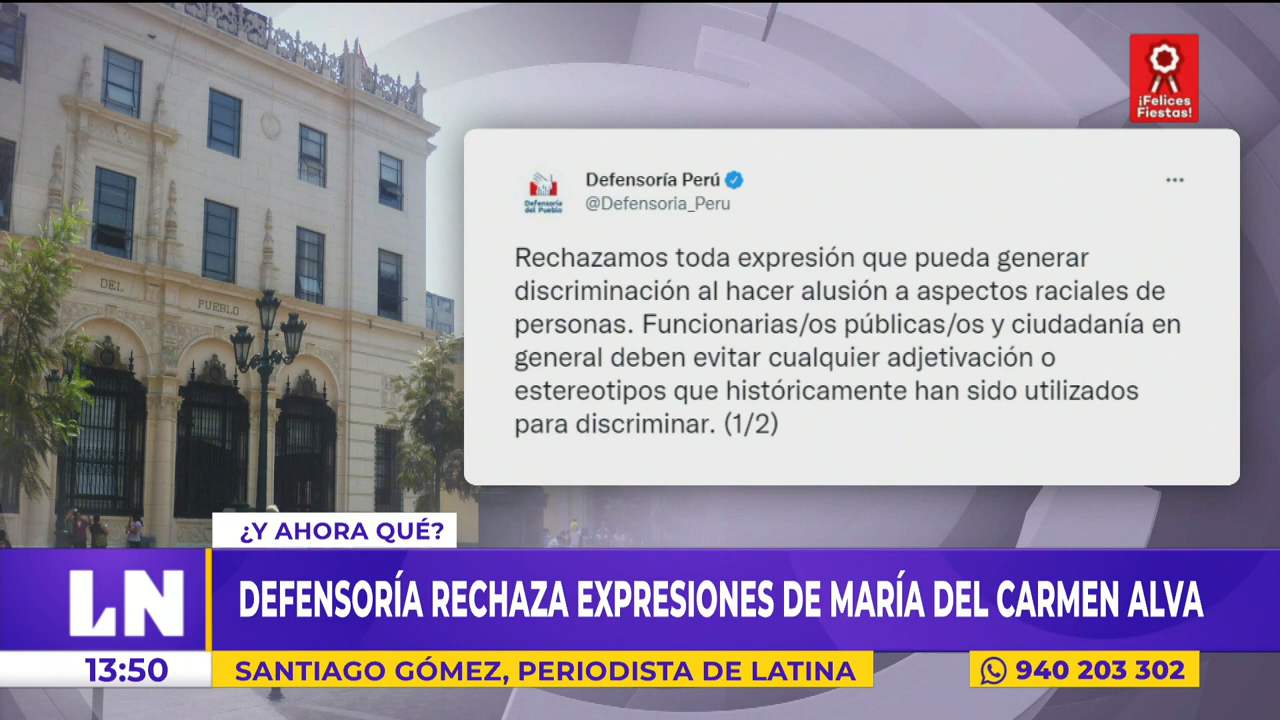 ¡Felices
Fiestas!
Defensoría Perú
@Defensoria_Peru
Defensoría
del Pueblo
Rechazamos toda expresión que pueda generar
discriminación al hacer alusión a aspectos raciales de
personas. Funcionarias/os públicas/os y ciudadanía en
general deben evitar cualquier adjetivación o
estereotipos que históricamente han sido utilizados
para discriminar. (1/2)
DEL
PUEBLO
¿Y AHORA QUÉ?
LN
DEFENSORÍA RECHAZA EXPRESIONES DE MARÍA DEL CARMEN ALVA
13:50
SANTIAGO GÓMEZ, PERIODISTA DE LATINA
940 203 302